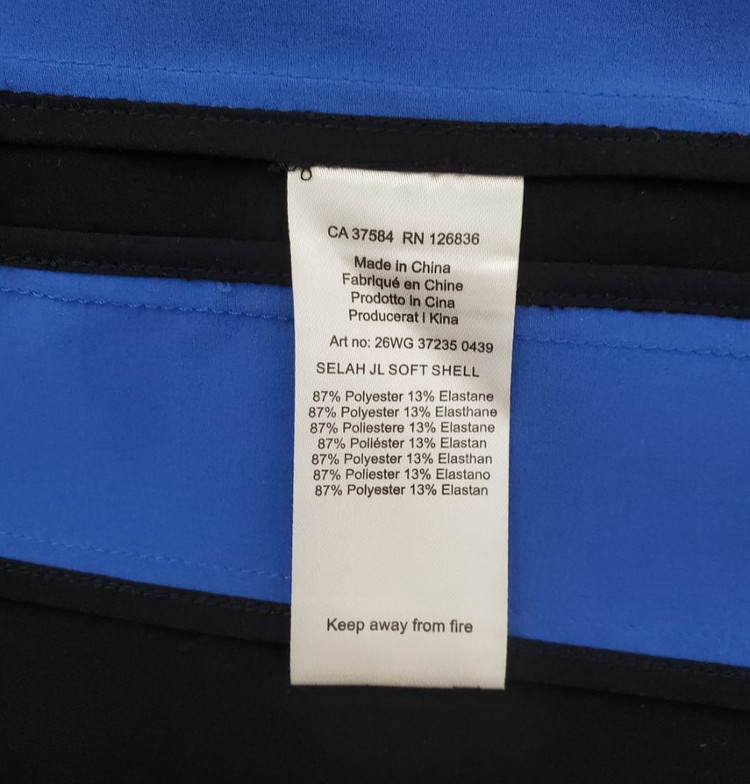 CA 37584 RN 126836
Made in China
Fabriqué en Chine
Prodotto in Cina
Producerat i Kina
Art no: 26WG 37235 0439
SELAH JL SOFT SHELL
87% Polyester 13% Elastane
87% Polyester 13% Elasthane
87% Poliestere 13% Elastane
87% Poliéster 13% Elastan
87% Polyester 13% Elasthan
87% Poliester 13% Elastano
87% Polyester 13% Elastan
Keep away from fire